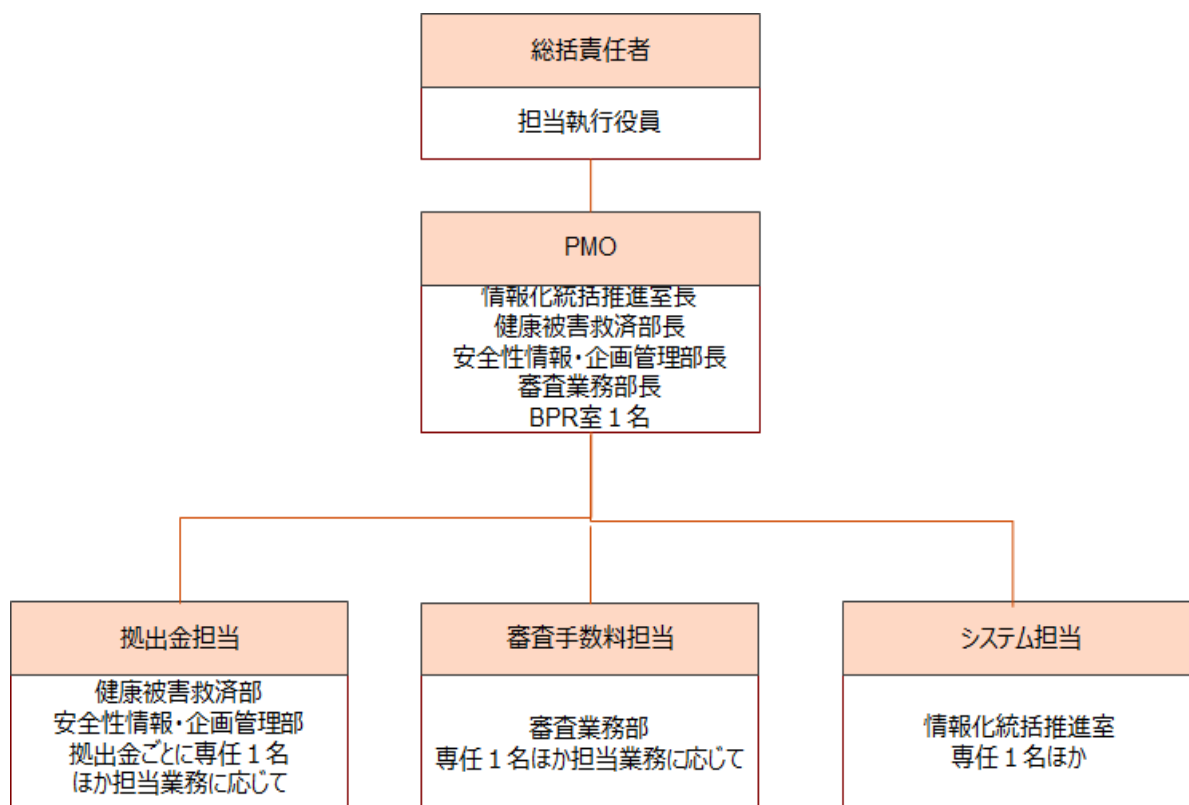 総括責任者
担当執行役員
PMO
情報化統括推進室長
健康被害救済部長
安全性情報・企画管理部長
審査業務部長
BPR室１名
拠出金担当
健康被害救済部
安全性情報・企画管理部
拠出金ごとに専任１名
ほか担当業務に応じて
審査手数料担当
審査業務部
専任１名ほか担当業務に応じて
システム担当
情報化統括推進室
専任１名ほか